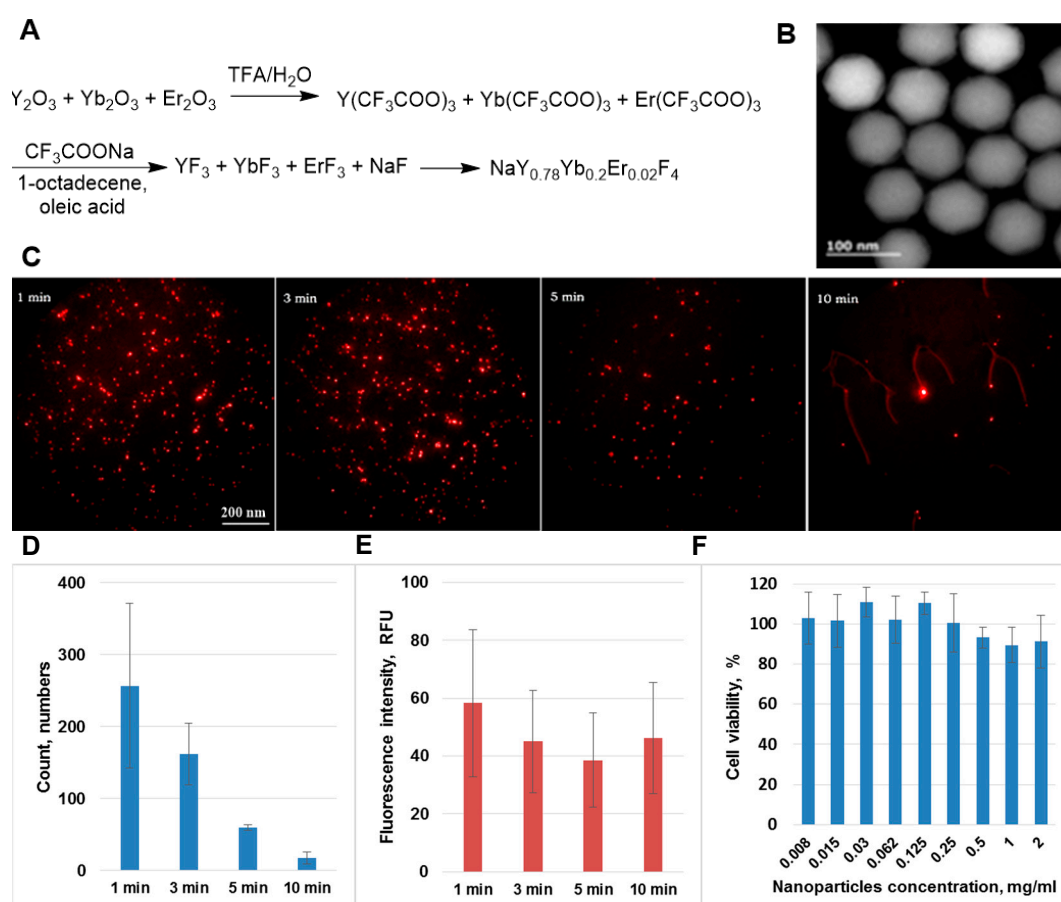 A
Y₂O₃ + Yb₂O₃ + Er₂O₃
TFA/H₂O
Y(CF₃COO)₃ + Yb(CF₃COO)₃ + Er(CF₃COO)₃
CF₃COONa
1-octadecene,
oleic acid
YF₃ + YbF₃ + ErF₃ + NaF
NaY₀.₇₈Yb₀.₂Er₀.₀₂F₄
B
100 nm
C
1 min
3 min
5 min
10 min
200 nm
D
Count, numbers
400
300
200
100
0
1 min
3 min
5 min
10 min
E
Fluorescence intensity, RFU
100
80
60
40
20
0
1 min
3 min
5 min
10 min
F
Cell viability, %
120
100
80
60
40
20
0
0.008
0.015
0.03
0.062
0.125
0.25
0.5
1
2
Nanoparticles concentration, mg/ml